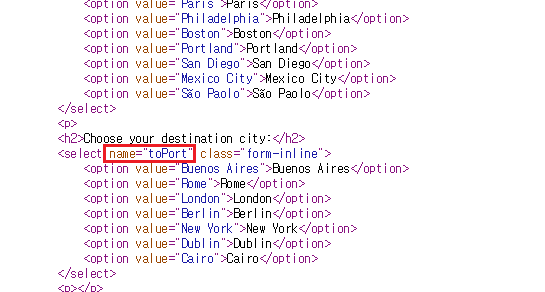 <option value="Paris">Paris</option>
<option value="Philadelphia">Philadelphia</option>
<option value="Boston">Boston</option>
<option value="Portland">Portland</option>
<option value="San Diego">San Diego</option>
<option value="Mexico City">Mexico City</option>
<option value="São Paolo">São Paolo</option>
</select>
<p>
<h2>Choose your destination city:</h2>
<select name="toPort" class="form-inline">
<option value="Buenos Aires">Buenos Aires</option>
<option value="Rome">Rome</option>
<option value="London">London</option>
<option value="Berlin">Berlin</option>
<option value="New York">New York</option>
<option value="Dublin">Dublin</option>
<option value="Cairo">Cairo</option>
</select>
<p></p>